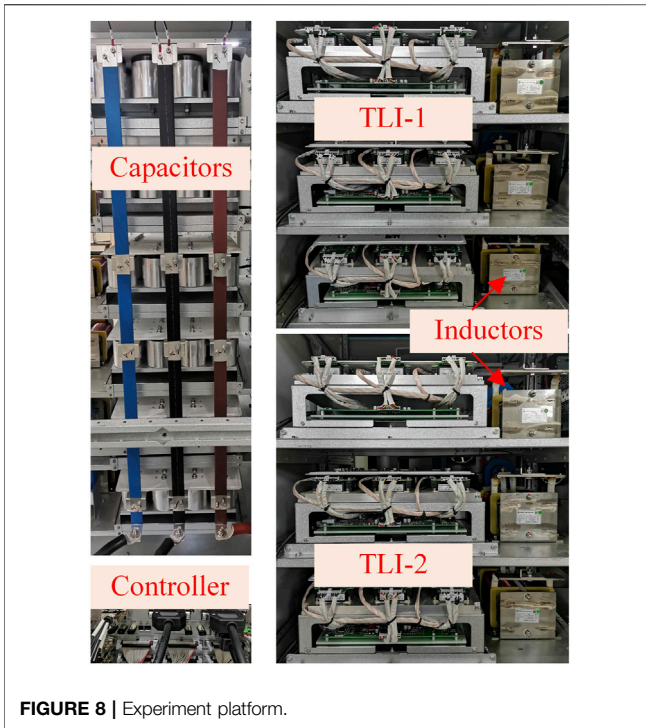 Capacitors
TLI-1
Inductors
TLI-2
Controller
FIGURE 8 | Experiment platform.